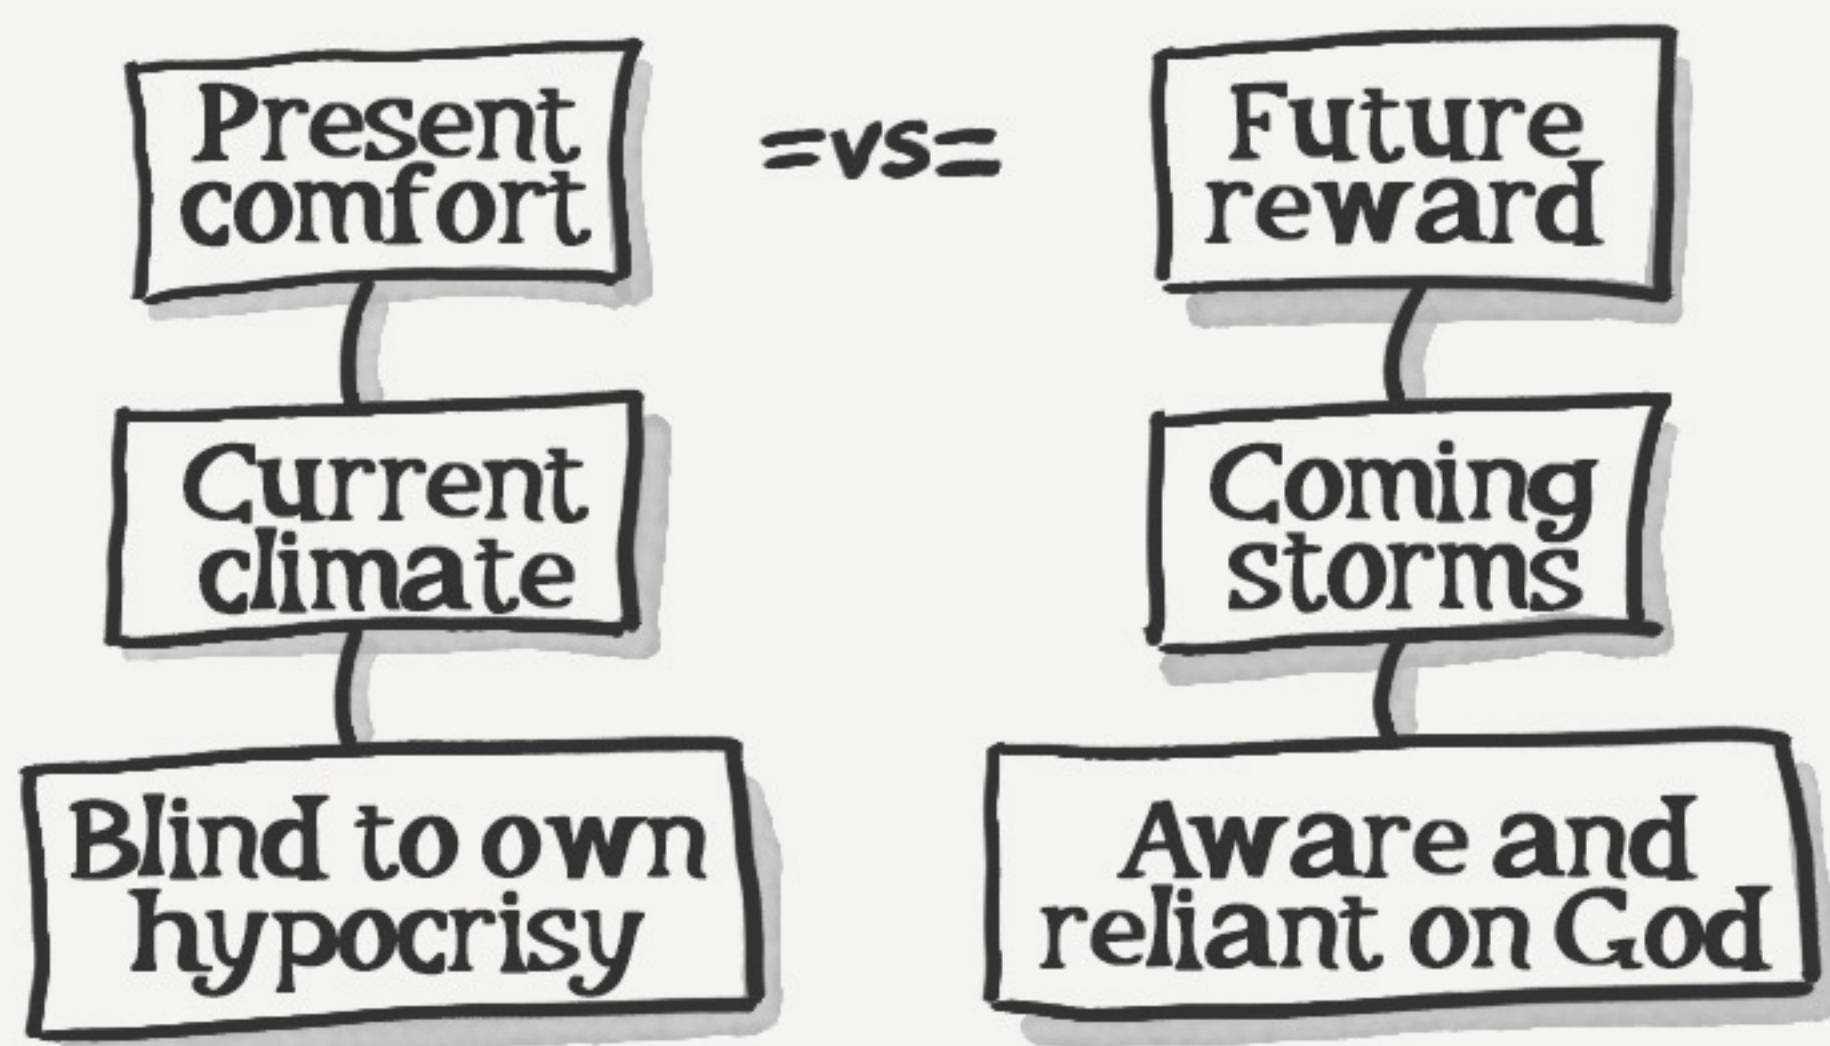 Present
comfort
=vs=
Future
reward
Current
climate
Coming
storms
Blind to own
hypocrisy
Aware and
reliant on God